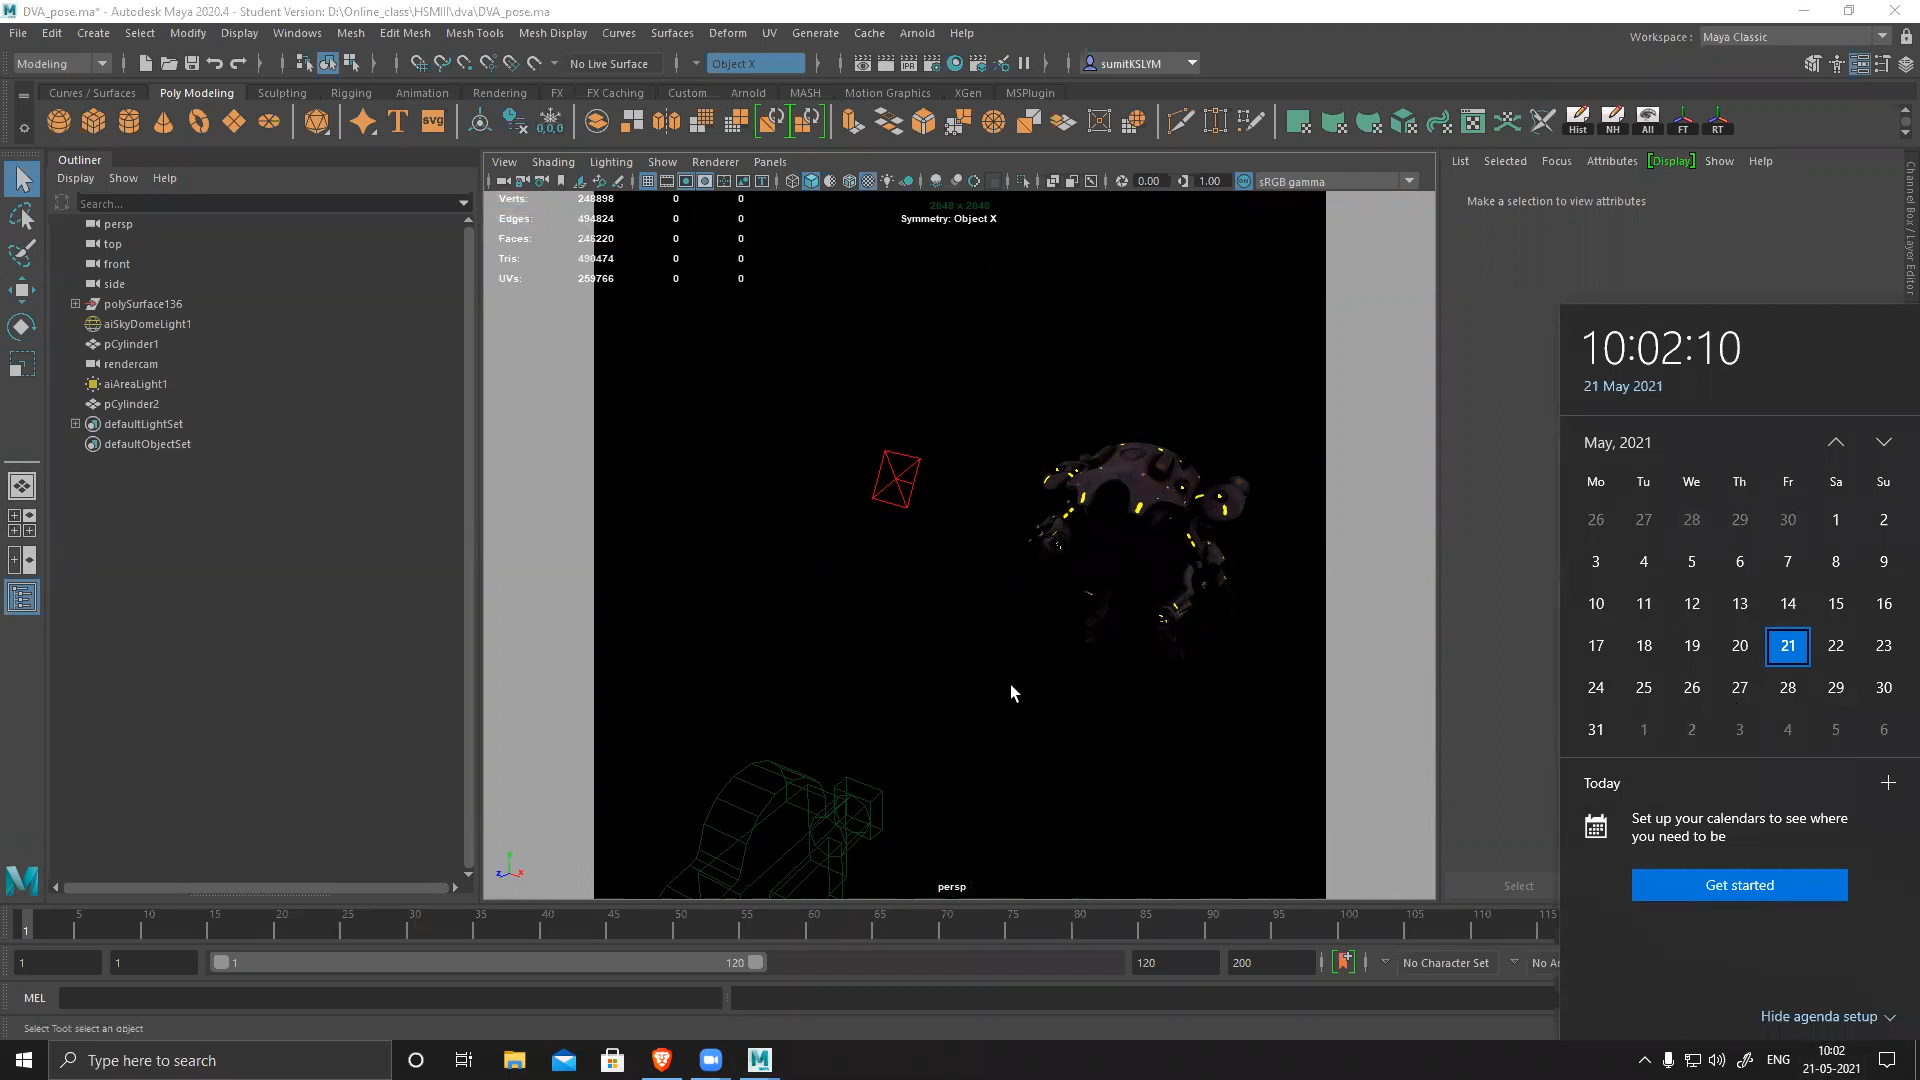 DVA_pose.ma* - Autodesk Maya 2020.4 - Student Version: D:\Online_class\HSMIII\dva\DVA_pose.ma
File Edit Create Select Modify Display Windows Mesh Edit Mesh Mesh Tools Mesh Display Curves Surfaces Deform UV Generate Cache Arnold Help
Workspace : Maya Classic
Modeling No Live Surface Object X sumitKSLYM
Curves / Surfaces Poly Modeling Sculpting Rigging Animation Rendering FX FX Caching Custom Arnold MASH Motion Graphics XGen MSPlugin
T svg 0,0,0 IPR Hist NH All FT RT
Outliner
Display Show Help
Search...
persp
top
front
side
polySurface136
aiSkyDomeLight1
pCylinder1
rendercam
aiAreaLight1
pCylinder2
defaultLightSet
defaultObjectSet
View Shading Lighting Show Renderer Panels
0.00 1.00 sRGB gamma
Verts: 248898 0 0
Edges: 494824 0 0
Faces: 246220 0 0
Tris: 490474 0 0
UVs: 259766 0 0
2048 x 2048
Symmetry: Object X
persp
List Selected Focus Attributes Display Show Help
Make a selection to view attributes
Channel Box / Layer Editor
Select
10:02:10
21 May 2021
May, 2021
Mo Tu We Th Fr Sa Su
26 27 28 29 30 1 2
3 4 5 6 7 8 9
10 11 12 13 14 15 16
17 18 19 20 21 22 23
24 25 26 27 28 29 30
31 1 2 3 4 5 6
Today
Set up your calendars to see where
you need to be
Get started
Hide agenda setup
5 10 15 20 25 30 35 40 45 50 55 60 65 70 75 80 85 90 95 100 105 110 115
1
1 1 1 120 120 200 No Character Set No An
MEL
Select Tool: select an object
Type here to search
ENG
10:02
21-05-2021